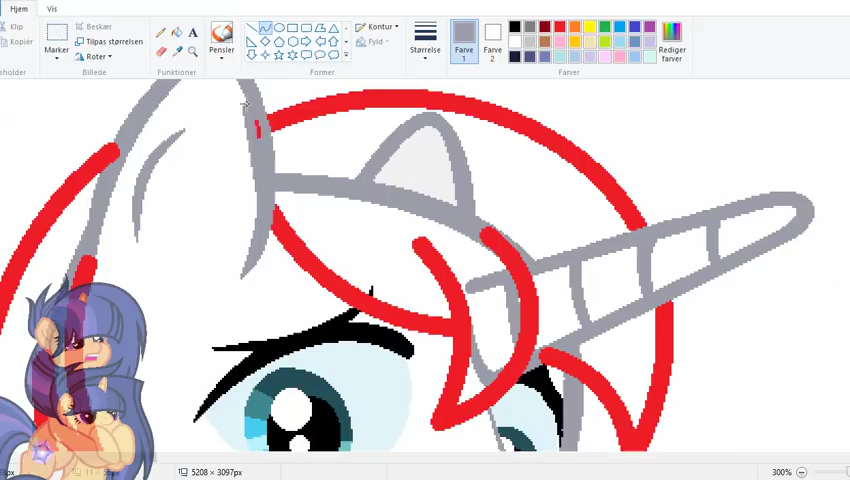 Hjem Vis
Klip
Kopiér
Marker
Beskær
Tilpas størrelsen
Roter
Pensler
Kontur
Fyld
Størrelse
Farve 1
Farve 2
Rediger farver
Billede Funktioner Former Farver
5208 × 3097px
300%